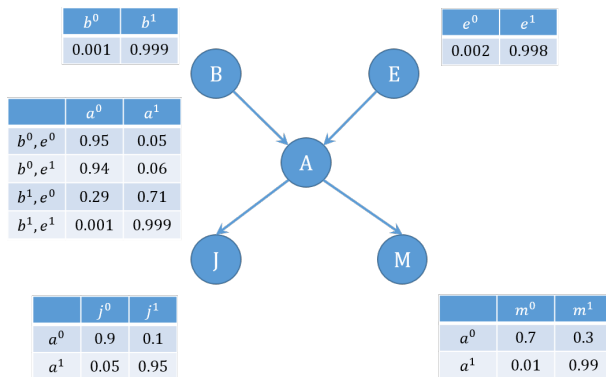 b⁰ b¹
0.001 0.999
e⁰ e¹
0.002 0.998
B
E
a⁰ a¹
b⁰, e⁰ 0.95 0.05
b⁰, e¹ 0.94 0.06
b¹, e⁰ 0.29 0.71
b¹, e¹ 0.001 0.999
A
J
M
j⁰ j¹
a⁰ 0.9 0.1
a¹ 0.05 0.95
m⁰ m¹
a⁰ 0.7 0.3
a¹ 0.01 0.99